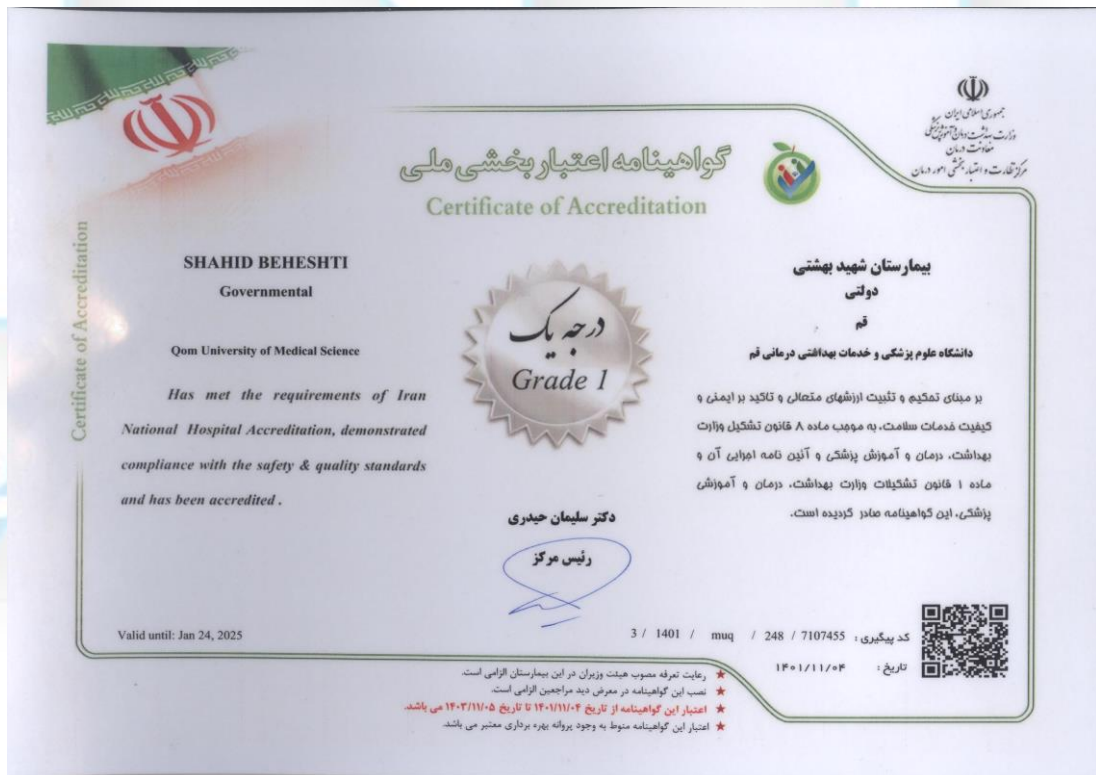 جمهوری اسلامی ایران
وزارت بهداشت، درمان و آموزش پزشکی
معاونت درمان
مرکز نظارت و اعتبار بخشی امور درمان
گواهینامه اعتبار بخشی ملی
Certificate of Accreditation
Certificate of Accreditation
SHAHID BEHESHTI
Governmental
Qom University of Medical Science
Has met the requirements of Iran
National Hospital Accreditation, demonstrated
compliance with the safety & quality standards
and has been accredited .
درجه یک
Grade 1
بیمارستان شهید بهشتی
دولتی
قم
دانشگاه علوم پزشکی و خدمات بهداشتی درمانی قم
بر مبنای تحکیم و تثبیت ارزشهای متعالی و تاکید بر ایمنی و
کیفیت خدمات سلامت، به موجب ماده ۸ قانون تشکیل وزارت
بهداشت، درمان و آموزش پزشکی و آئین نامه اجرایی آن و
ماده ۱ قانون تشکیلات وزارت بهداشت، درمان و آموزش
پزشکی، این گواهینامه صادر گردیده است.
دکتر سلیمان حیدری
رئیس مرکز
Valid until: Jan 24, 2025
کد پیگیری : 3 / 1401 / muq / 248 / 7107455
تاریخ : ۱۴۰۱/۱۱/۰۴
رعایت تعرفه مصوب هیئت وزیران در این بیمارستان الزامی است.
نصب این گواهینامه در معرض دید مراجعین الزامی است.
اعتبار این گواهینامه از تاریخ ۱۴۰۱/۱۱/۰۴ تا تاریخ ۱۴۰۳/۱۱/۰۵ می باشد.
اعتبار این گواهینامه منوط به وجود پروانه بهره برداری معتبر می باشد.